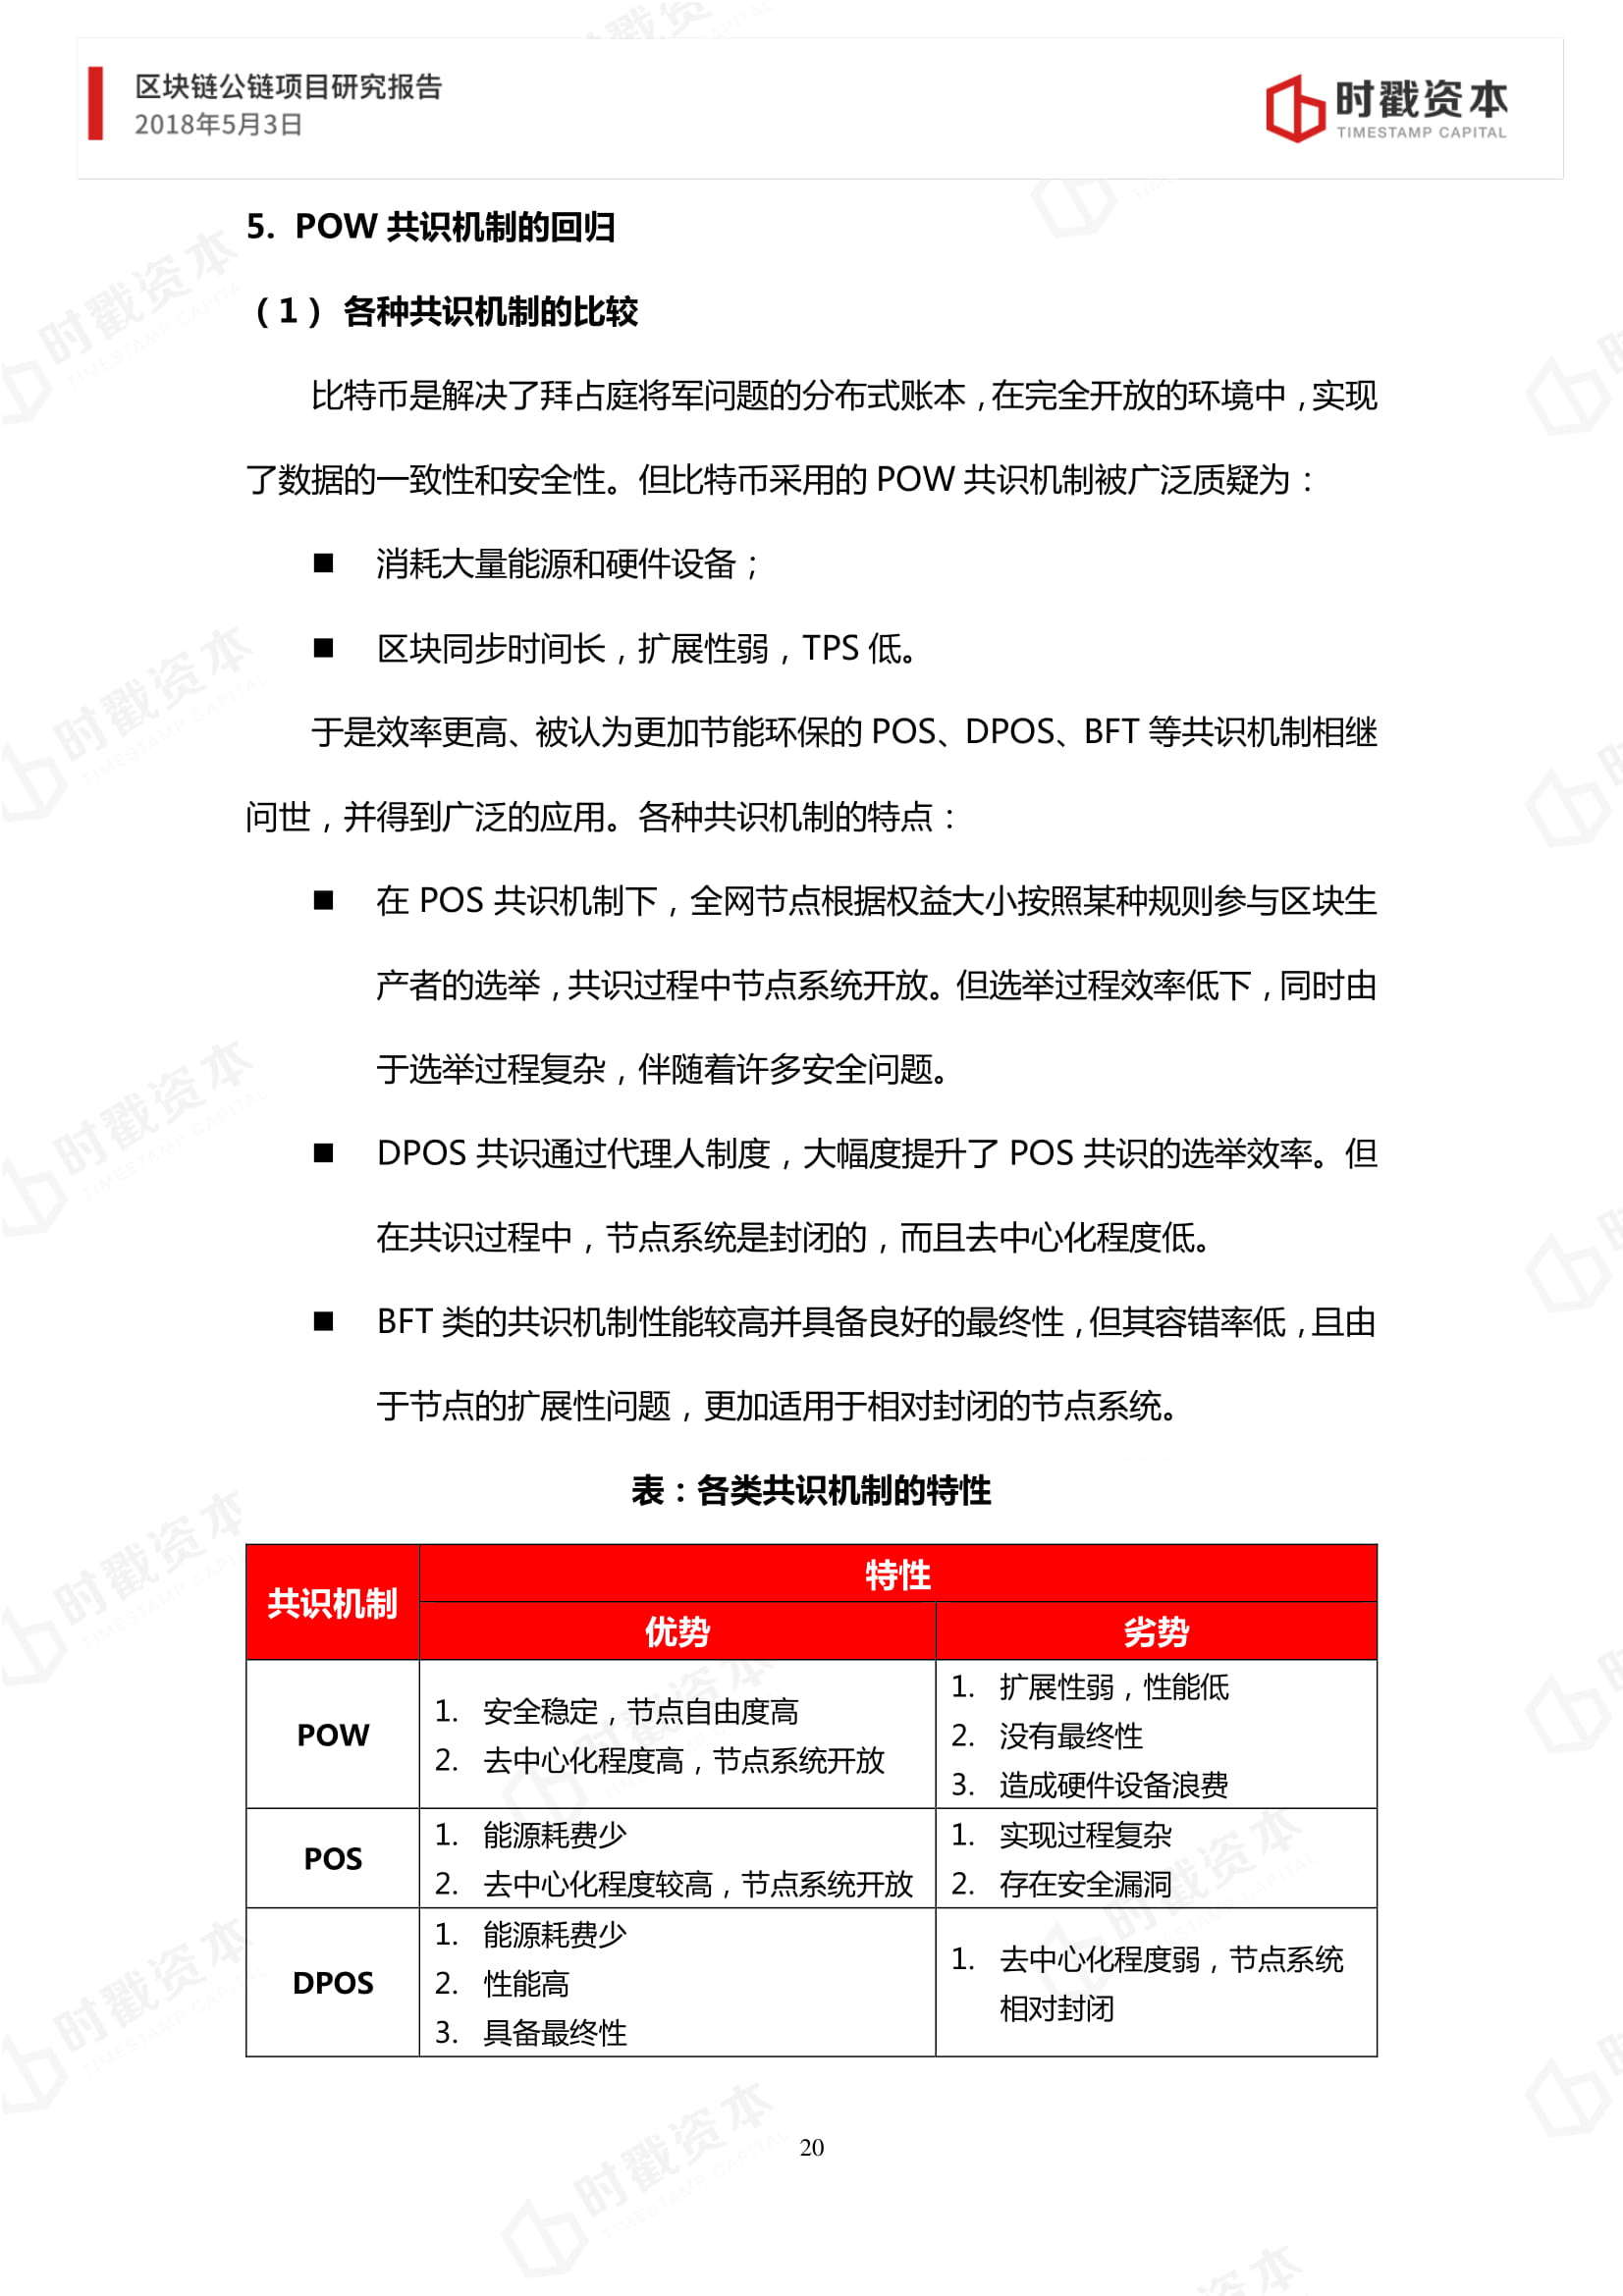 区块链公链项目研究报告
2018年5月3日
时戳资本
TIMESTAMP CAPITAL
5. POW 共识机制的回归
（1） 各种共识机制的比较
比特币是解决了拜占庭将军问题的分布式账本，在完全开放的环境中，实现
了数据的一致性和安全性。但比特币采用的 POW 共识机制被广泛质疑为：
■ 消耗大量能源和硬件设备；
■ 区块同步时间长，扩展性弱，TPS 低。
于是效率更高、被认为更加节能环保的 POS、DPOS、BFT 等共识机制相继
问世，并得到广泛的应用。各种共识机制的特点：
■ 在 POS 共识机制下，全网节点根据权益大小按照某种规则参与区块生
产者的选举，共识过程中节点系统开放。但选举过程效率低下，同时由
于选举过程复杂，伴随着许多安全问题。
■ DPOS 共识通过代理人制度，大幅度提升了 POS 共识的选举效率。但
在共识过程中，节点系统是封闭的，而且去中心化程度低。
■ BFT 类的共识机制性能较高并具备良好的最终性，但其容错率低，且由
于节点的扩展性问题，更加适用于相对封闭的节点系统。
表：各类共识机制的特性
共识机制
特性
优势
劣势
POW
1. 安全稳定，节点自由度高
2. 去中心化程度高，节点系统开放
1. 扩展性弱，性能低
2. 没有最终性
3. 造成硬件设备浪费
POS
1. 能源耗费少
2. 去中心化程度较高，节点系统开放
1. 实现过程复杂
2. 存在安全漏洞
DPOS
1. 能源耗费少
2. 性能高
3. 具备最终性
1. 去中心化程度弱，节点系统
相对封闭
20